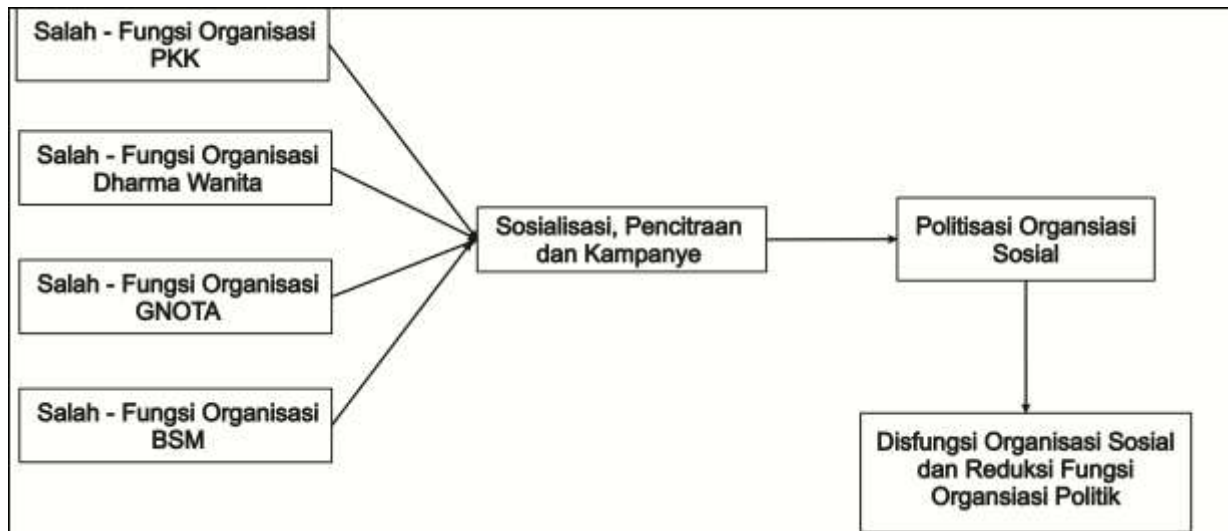 Salah - Fungsi Organisasi
PKK
Salah - Fungsi Organisasi
Dharma Wanita
Salah - Fungsi Organisasi
GNOTA
Salah - Fungsi Organisasi
BSM
Sosialisasi, Pencitraan
dan Kampanye
Politisasi Organsiasi
Sosial
Disfungsi Organisasi Sosial
dan Reduksi Fungsi
Organsiasi Politik